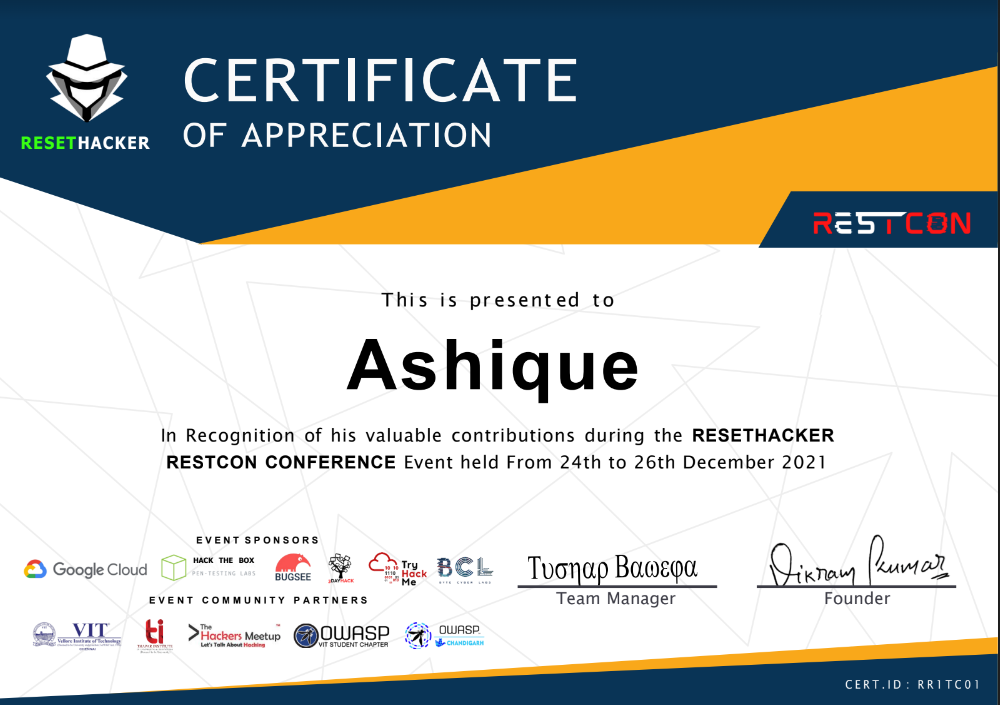 CERTIFICATE
OF APPRECIATION
RESETHACKER
RESTCON
This is presented to
Ashique
In Recognition of his valuable contributions during the RESETHACKER
RESTCON CONFERENCE Event held From 24th to 26th December 2021
EVENT SPONSORS
Google Cloud
HACK THE BOX
PEN-TESTING LABS
BUGSEE
0DAYHACK
Try
Hack
Me
BCL
BITE CYBER LABS
EVENT COMMUNITY PARTNERS
VIT
Vellore Institute of Technology
ti
THAPAR INSTITUTE
The
Hackers Meetup™
Let's Talk About Hacking
OWASP
VIT STUDENT CHAPTER
OWASP
CHANDIGARH
Τυσηαρ Βαωεφα
Team Manager
Vikram Kumar
Founder
CERT.ID : RR1TC01